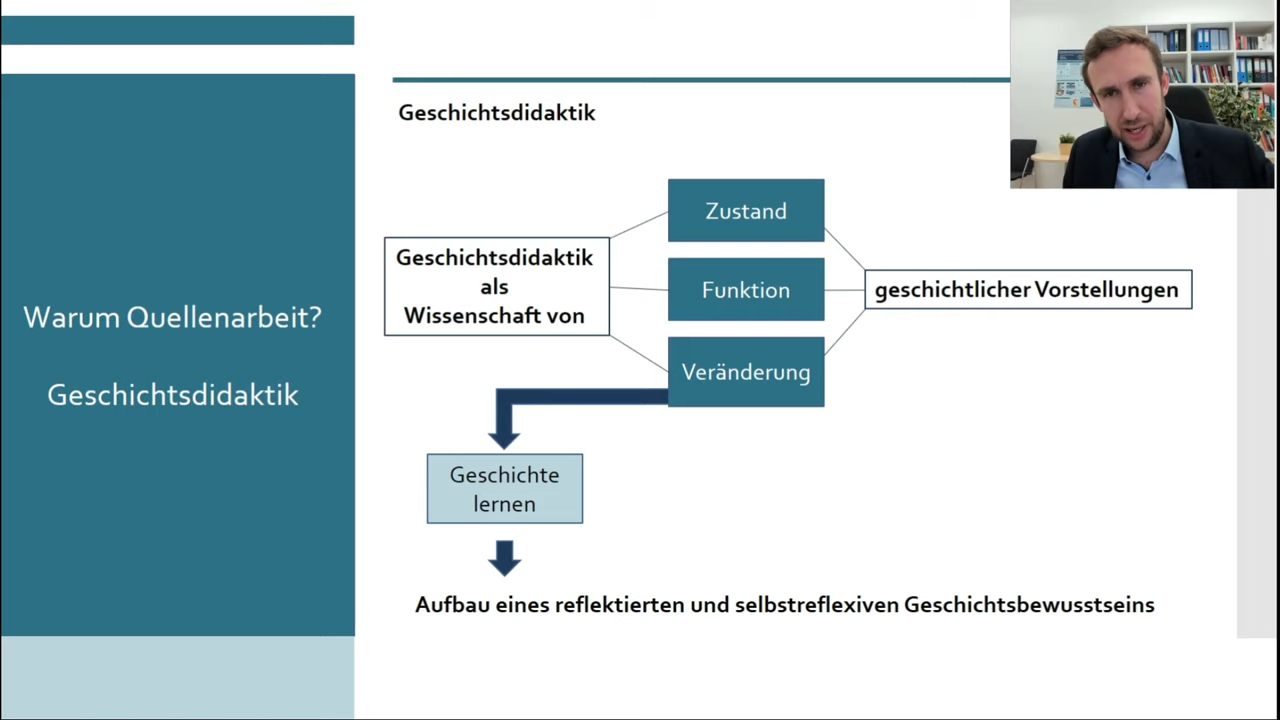 Warum Quellenarbeit?
Geschichtsdidaktik
Geschichtsdidaktik
Geschichtsdidaktik
als
Wissenschaft von
Zustand
Funktion
Veränderung
geschichtlicher Vorstellungen
Geschichte
lernen
Aufbau eines reflektierten und selbstreflexiven Geschichtsbewusstseins